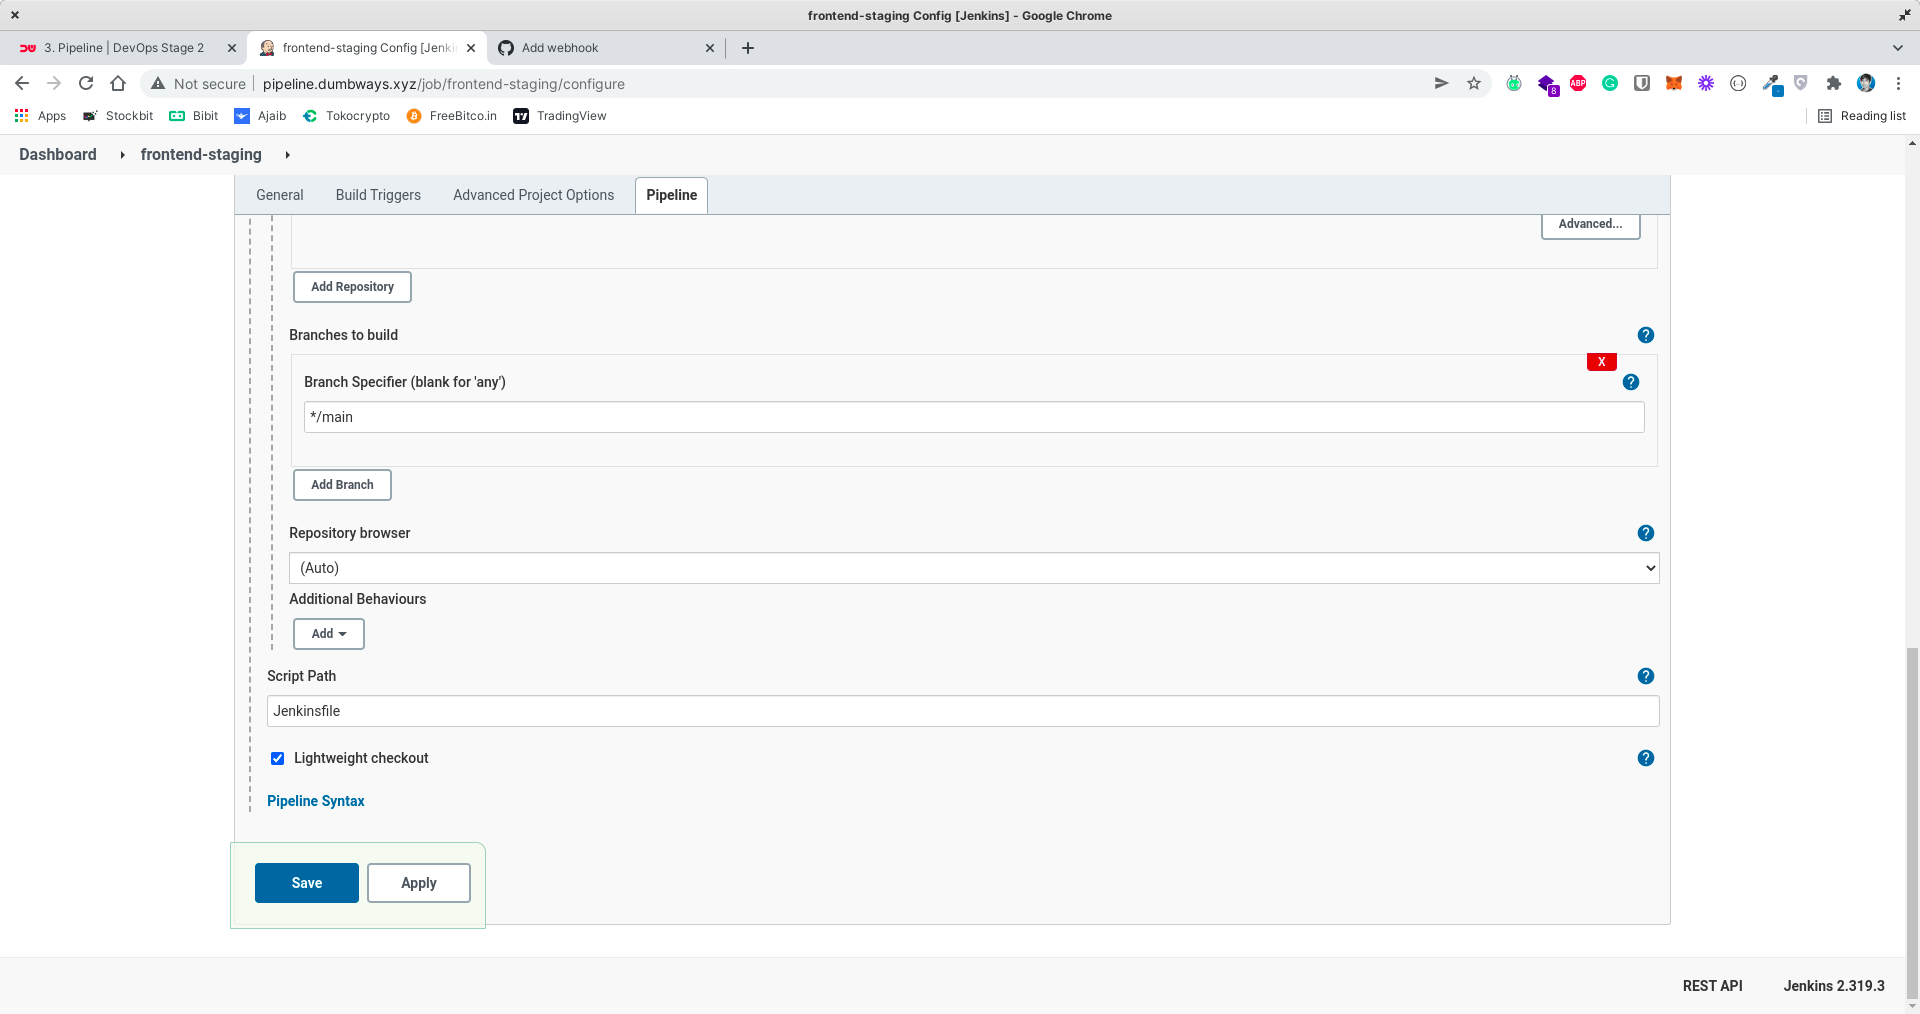 frontend-staging Config [Jenkins] - Google Chrome
3. Pipeline | DevOps Stage 2
frontend-staging Config [Jenki
Add webhook
Not secure
pipeline.dumbways.xyz/job/frontend-staging/configure
8
ABP
Apps
Stockbit
Bibit
Ajaib
Tokocrypto
FreeBitco.in
TradingView
Reading list
Dashboard
frontend-staging
General
Build Triggers
Advanced Project Options
Pipeline
Advanced...
Add Repository
Branches to build
?
X
Branch Specifier (blank for 'any')
?
*/main
Add Branch
Repository browser
?
(Auto)
Additional Behaviours
Add
Script Path
?
Jenkinsfile
Lightweight checkout
?
Pipeline Syntax
Save
Apply
REST API
Jenkins 2.319.3